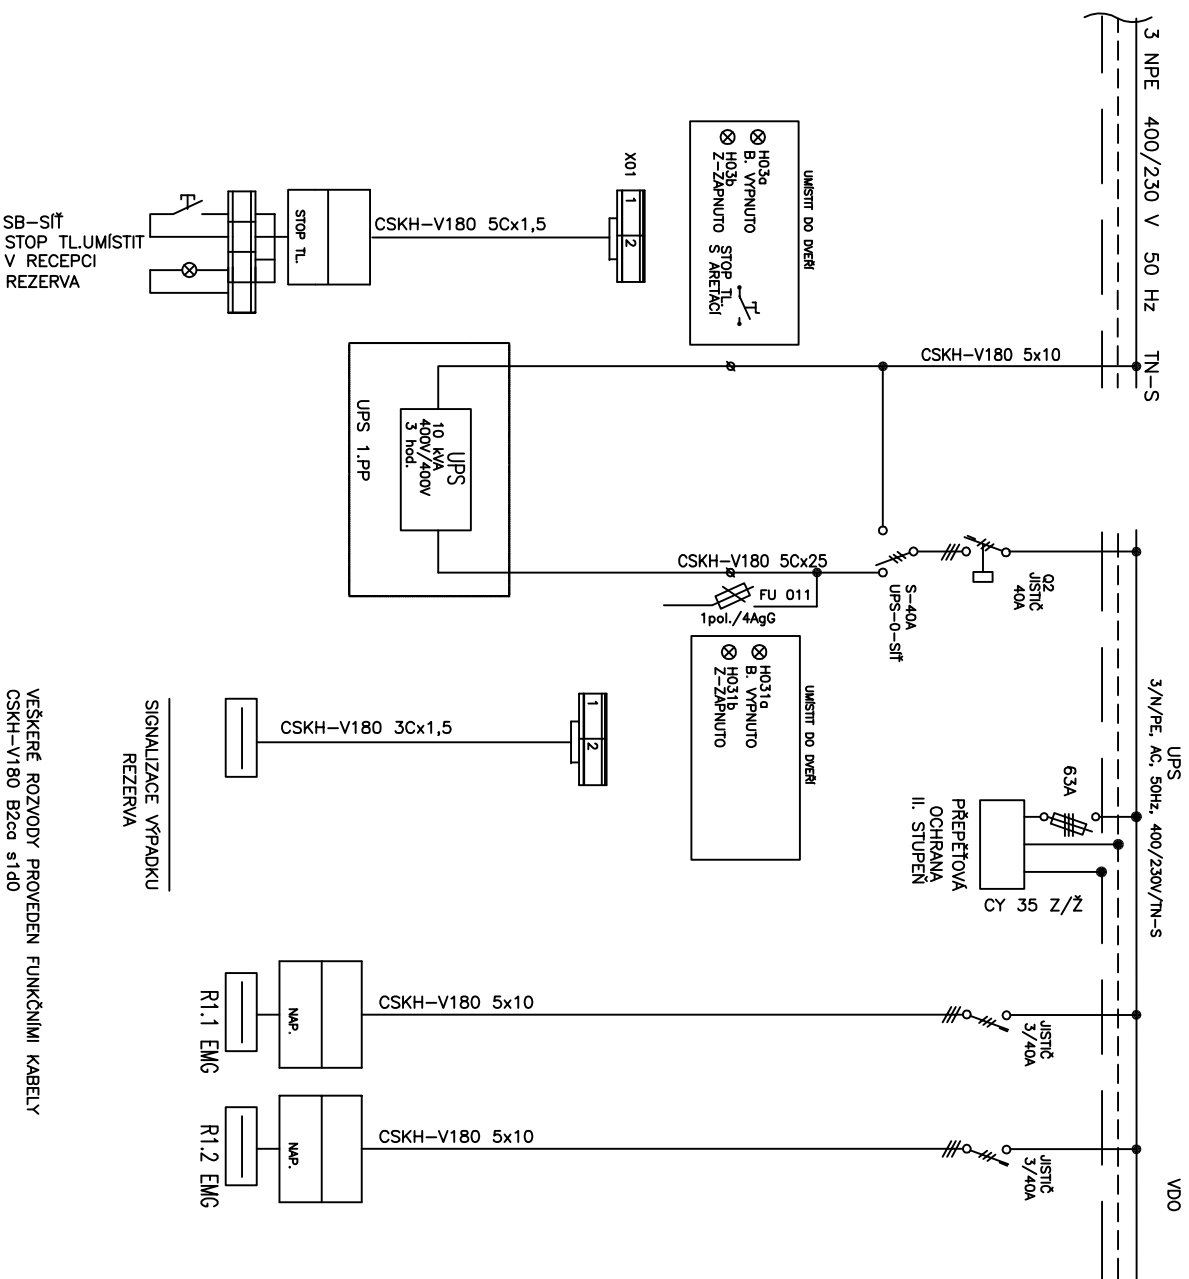 3 NPE 400/230 V 50 Hz TN-S
UMÍSTIT DO DVEŘÍ
H03a
B. VYPNUTO
H03b
Z-ZAPNUTO
STOP TL.
S ARETACÍ
X01
1
2
CSKH-V180 5Cx1,5
STOP TL.
SB-SÍŤ
STOP TL.UMÍSTIT
V RECEPCI
REZERVA
CSKH-V180 5x10
UPS
10 kVA
400V/400V
3 hod.
UPS 1.PP
Q2
JISTIČ
40A
S-40A
UPS-0-SÍŤ
CSKH-V180 5Cx25
FU 011
1pol./4AgG
UMÍSTIT DO DVEŘÍ
H031a
B. VYPNUTO
H031b
Z-ZAPNUTO
1
2
CSKH-V180 3Cx1,5
SIGNALIZACE VÝPADKU
REZERVA
UPS
3/N/PE, AC, 50Hz, 400/230V/TN-S
63A
PŘEPĚŤOVÁ
OCHRANA
II. STUPEŇ
CY 35 Z/Ž
JISTIČ
3/40A
CSKH-V180 5x10
NAP.
R1.1 EMG
VDO
JISTIČ
3/40A
CSKH-V180 5x10
NAP.
R1.2 EMG
VEŠKERÉ ROZVODY PROVEDEN FUNKČNÍMI KABELY
CSKH-V180 B2ca s1d0